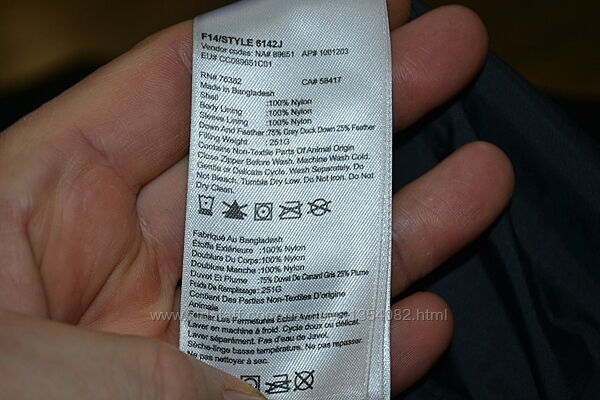 F14/STYLE 6142J
Vendor codes: NA# 89651 AP# 1001203
EU# CC089651C01
RN# 76382 CA# 58417
Made in Bangladesh
Shell :100% Nylon
Body Lining :100% Nylon
Sleeve Lining :100% Nylon
Down And Feather :75% Grey Duck Down 25% Feather
Filling Weight :251G
Contains Non-Textile Parts Of Animal Origin
Close Zipper Before Wash. Machine Wash Cold.
Gentle or Delicate Cycle. Wash Separately. Do
Not Bleach. Tumble Dry Low. Do Not Iron. Do Not
Dry Clean.
Fabriqué Au Bangladesh
Étoffe Extérieure :100% Nylon
Doublure Du Corps:100% Nylon
Doublure Manche :100% Nylon
Duvet Et Plume :75% Duvet De Canard Gris 25% Plume
Poids De Remplissage: 251G
Contient Des Parties Non-Textiles D'origine
Animale
Fermer Les Fermetures Éclair Avant Lavage.
Laver en machine à froid. Cycle doux ou délicat.
Laver séparément. Pas d'eau de Javel.
Sèche-linge basse température. Ne pas repasser.
Ne pas nettoyer à sec.